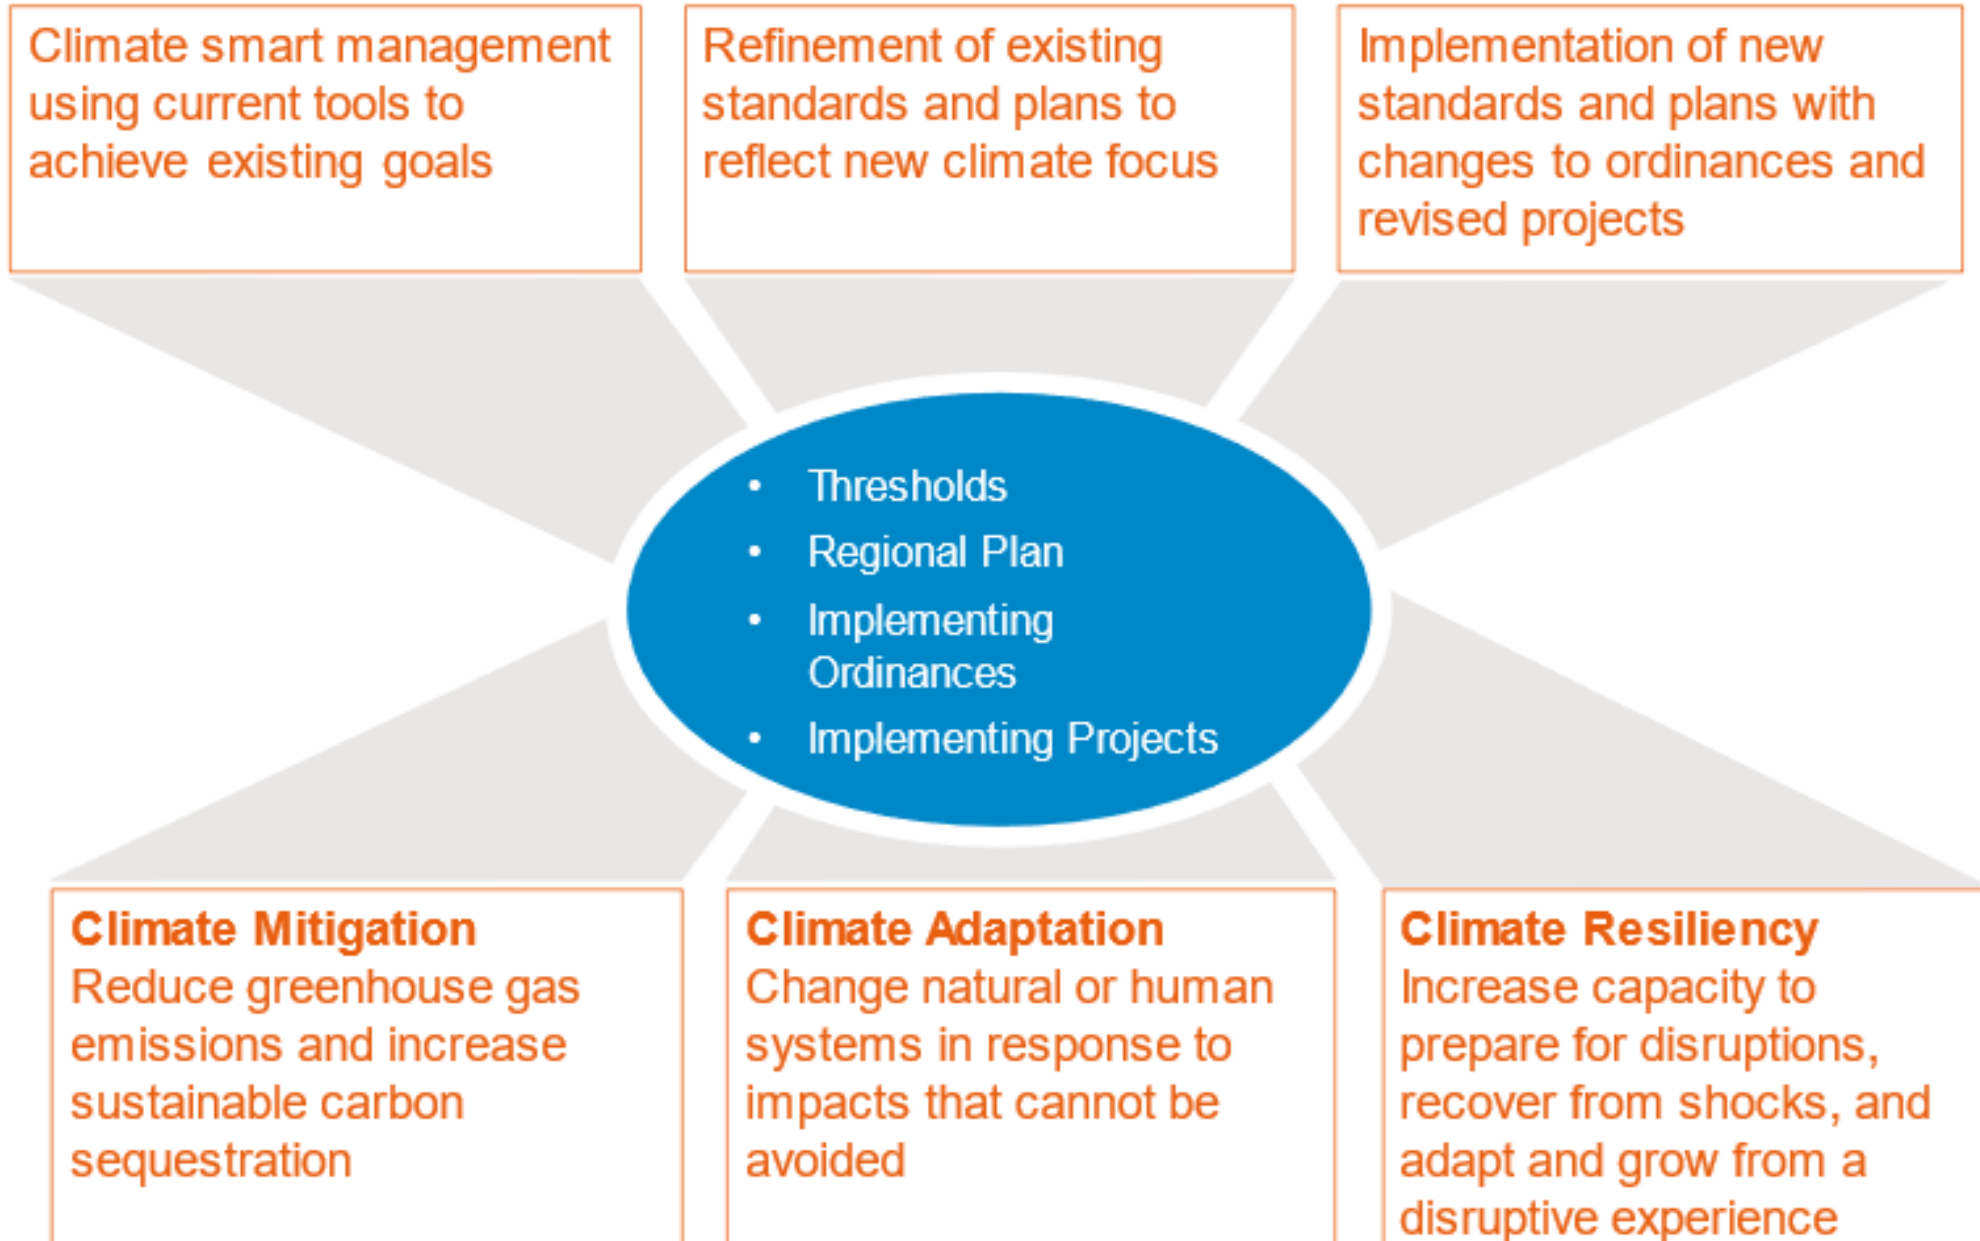 Climate smart management
using current tools to
achieve existing goals
Refinement of existing
standards and plans to
reflect new climate focus
Implementation of new
standards and plans with
changes to ordinances and
revised projects
• Thresholds
• Regional Plan
• Implementing
Ordinances
• Implementing Projects
Climate Mitigation
Reduce greenhouse gas
emissions and increase
sustainable carbon
sequestration
Climate Adaptation
Change natural or human
systems in response to
impacts that cannot be
avoided
Climate Resiliency
Increase capacity to
prepare for disruptions,
recover from shocks, and
adapt and grow from a
disruptive experience